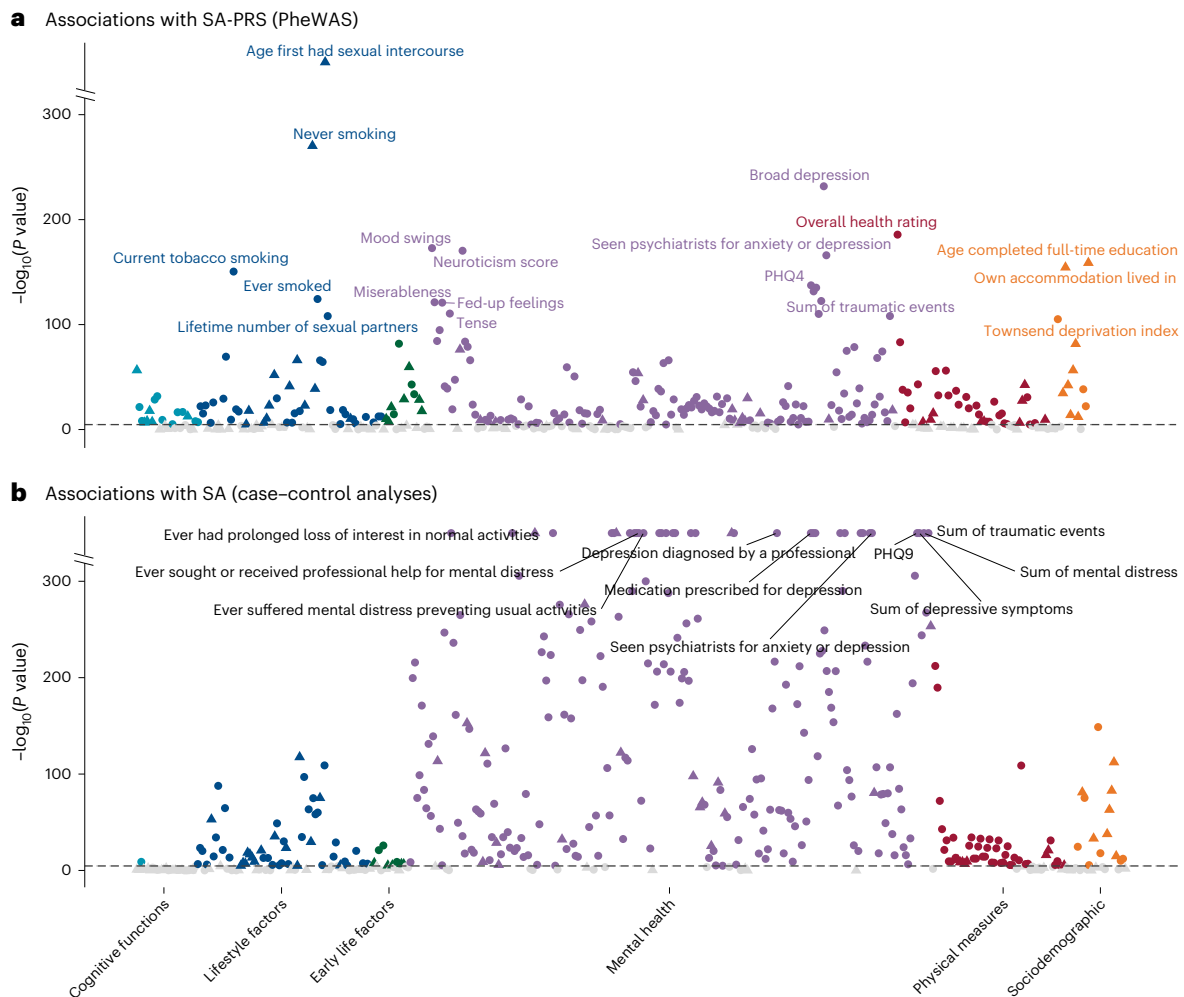 a Associations with SA-PRS (PheWAS)
Age first had sexual intercourse
300
Never smoking
Broad depression
200
Overall health rating
Mood swings
Seen psychiatrists for anxiety or depression
Age completed full-time education
Current tobacco smoking
Neuroticism score
PHQ4
Own accommodation lived in
Ever smoked
Miserableness
Fed-up feelings
Sum of traumatic events
Lifetime number of sexual partners
Tense
100
Townsend deprivation index
0
–log10(P value)
b Associations with SA (case–control analyses)
Ever had prolonged loss of interest in normal activities
Sum of traumatic events
Depression diagnosed by a professional
PHQ9
Ever sought or received professional help for mental distress
Sum of mental distress
300
Medication prescribed for depression
Ever suffered mental distress preventing usual activities
Sum of depressive symptoms
Seen psychiatrists for anxiety or depression
200
100
0
–log10(P value)
Cognitive functions
Lifestyle factors
Early life factors
Mental health
Physical measures
Sociodemographic